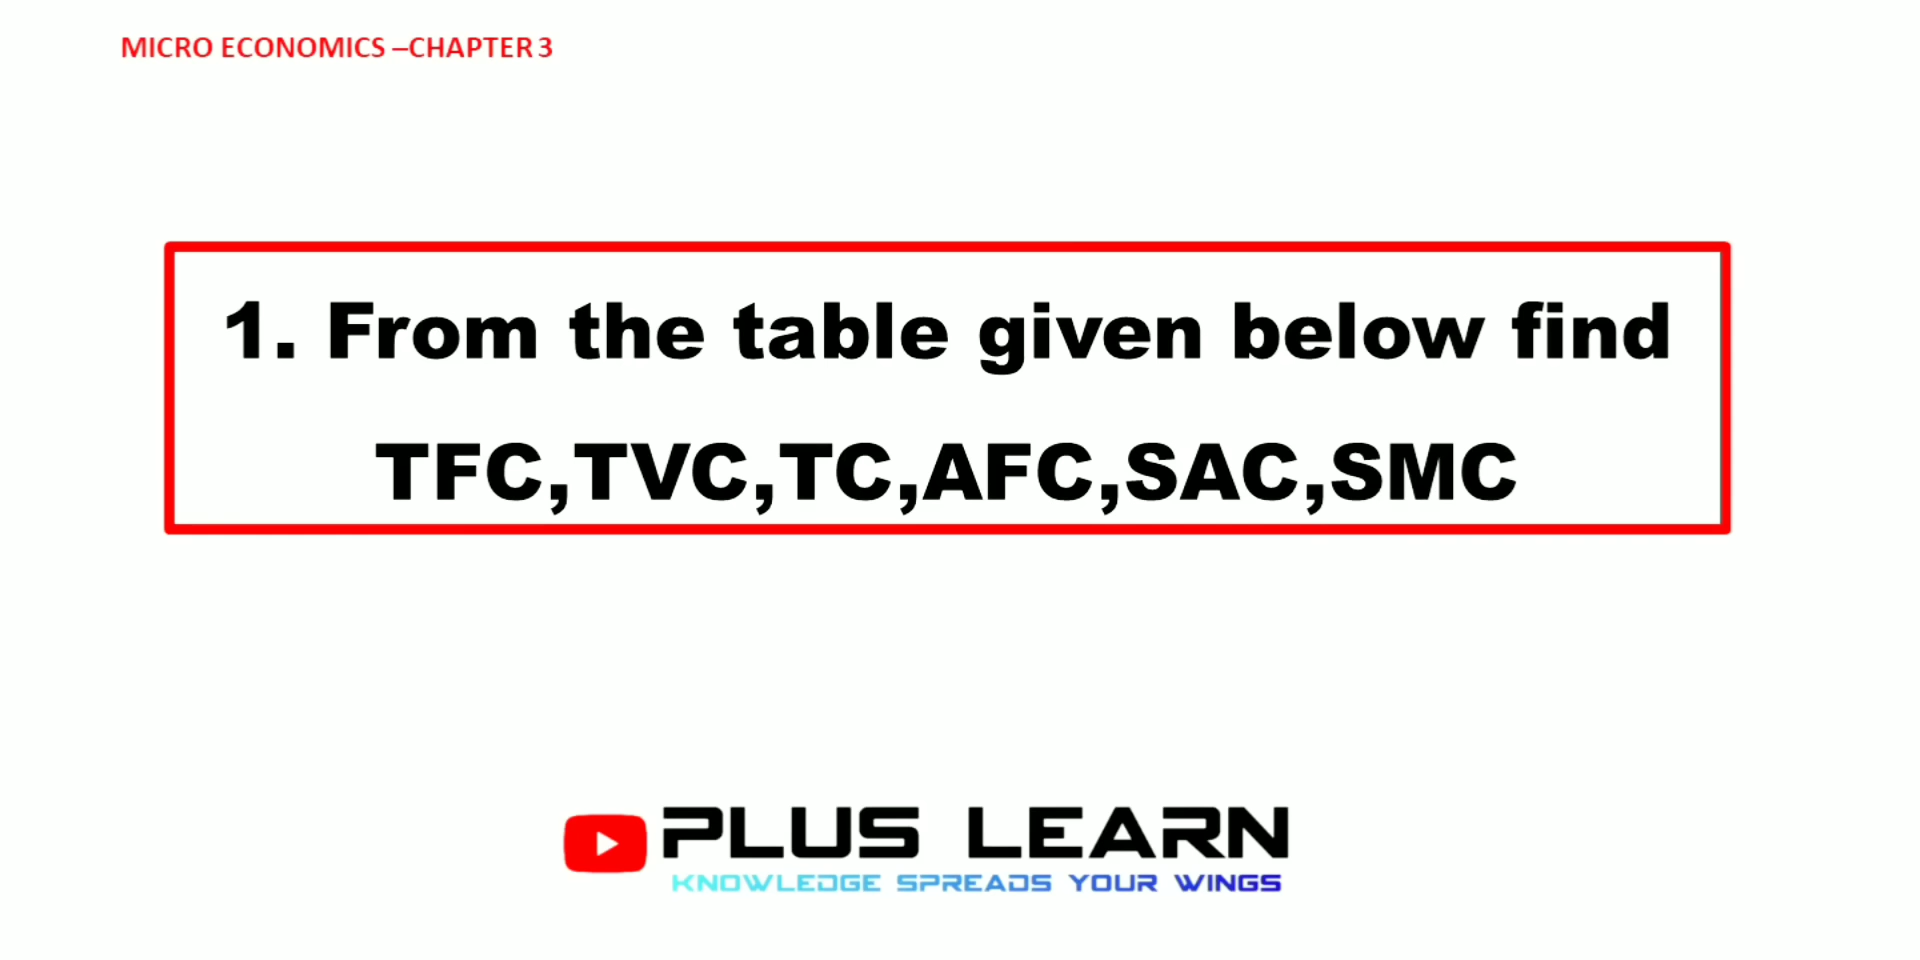 MICRO ECONOMICS –CHAPTER 3
1. From the table given below find
TFC,TVC,TC,AFC,SAC,SMC
PLUS LEARN
KNOWLEDGE SPREADS YOUR WINGS